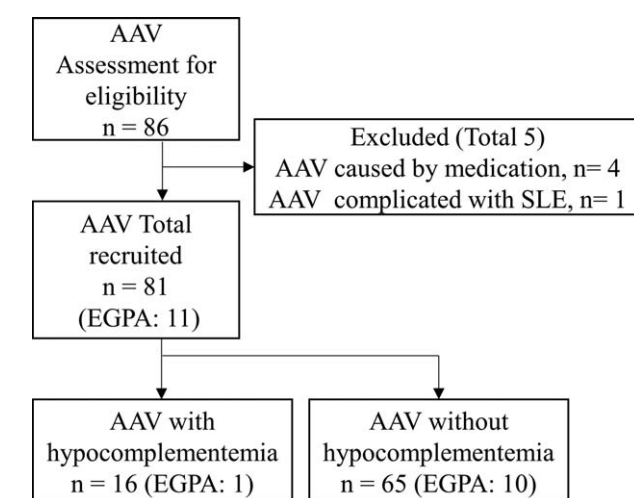 AAV
Assessment for
eligibility
n = 86
Excluded (Total 5)
AAV caused by medication, n= 4
AAV complicated with SLE, n= 1
AAV Total
recruited
n = 81
(EGPA: 11)
AAV with
hypocomplementemia
n = 16 (EGPA: 1)
AAV without
hypocomplementemia
n = 65 (EGPA: 10)